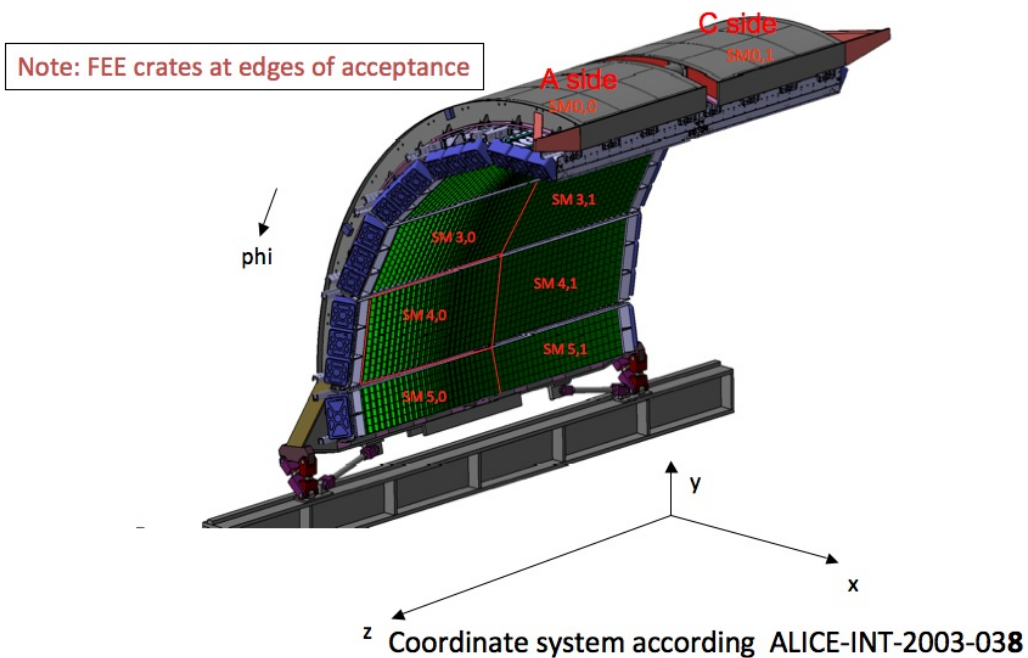 C side
SM0,1
Note: FEE crates at edges of acceptance
A side
SM0,0
SM 3,1
SM 3,0
phi
SM 4,1
SM 4,0
SM 5,1
SM 5,0
y
x
z
Coordinate system according ALICE-INT-2003-038